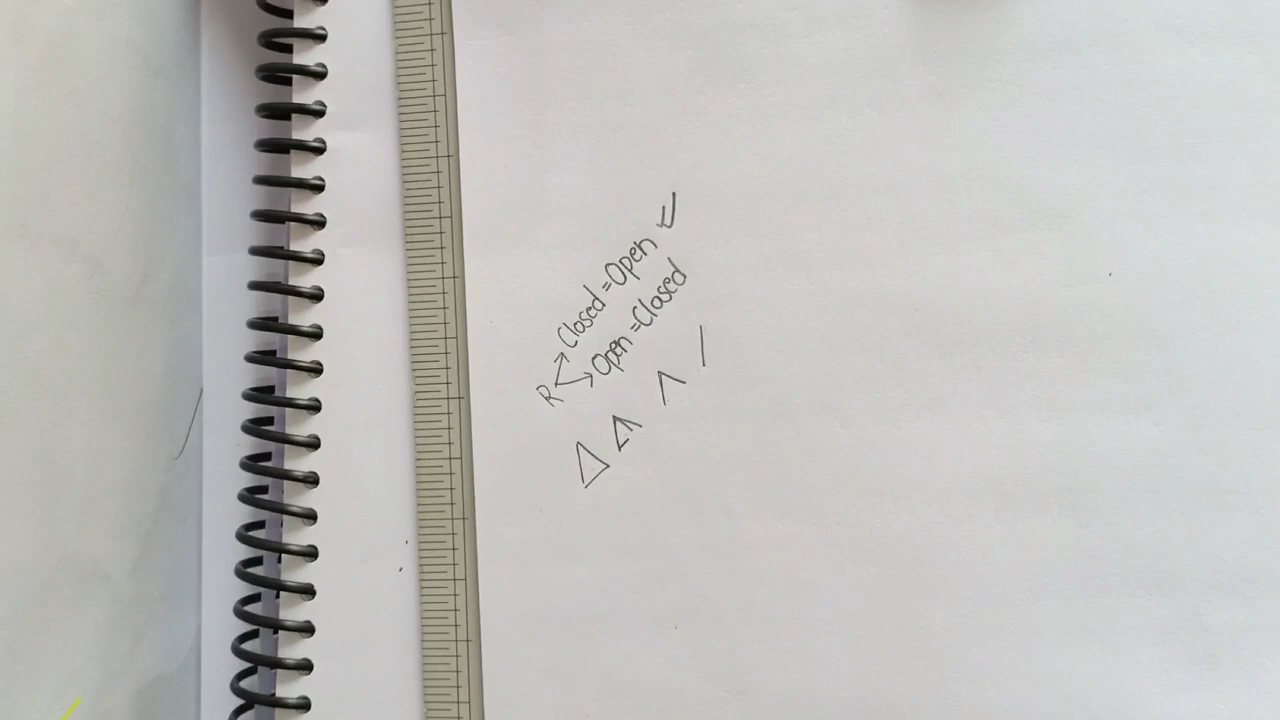 R → Closed = Open
→ Open = Closed